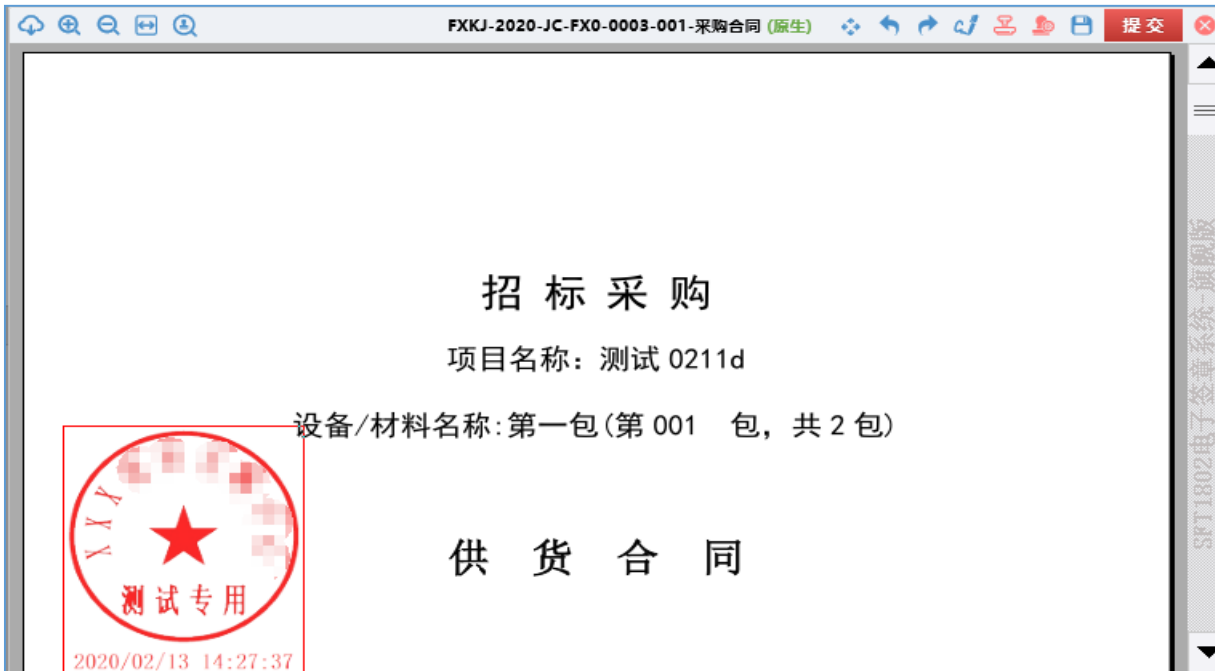 FXKJ-2020-JC-FX0-0003-001-采购合同 (原生)
提 交
招 标 采 购
项目名称：测试 0211d
设备/材料名称:第一包(第 001 包，共 2 包)
XXX
测试专用
2020/02/13 14:27:37
供 货 合 同
SFT1802电子签章系统-旗舰版